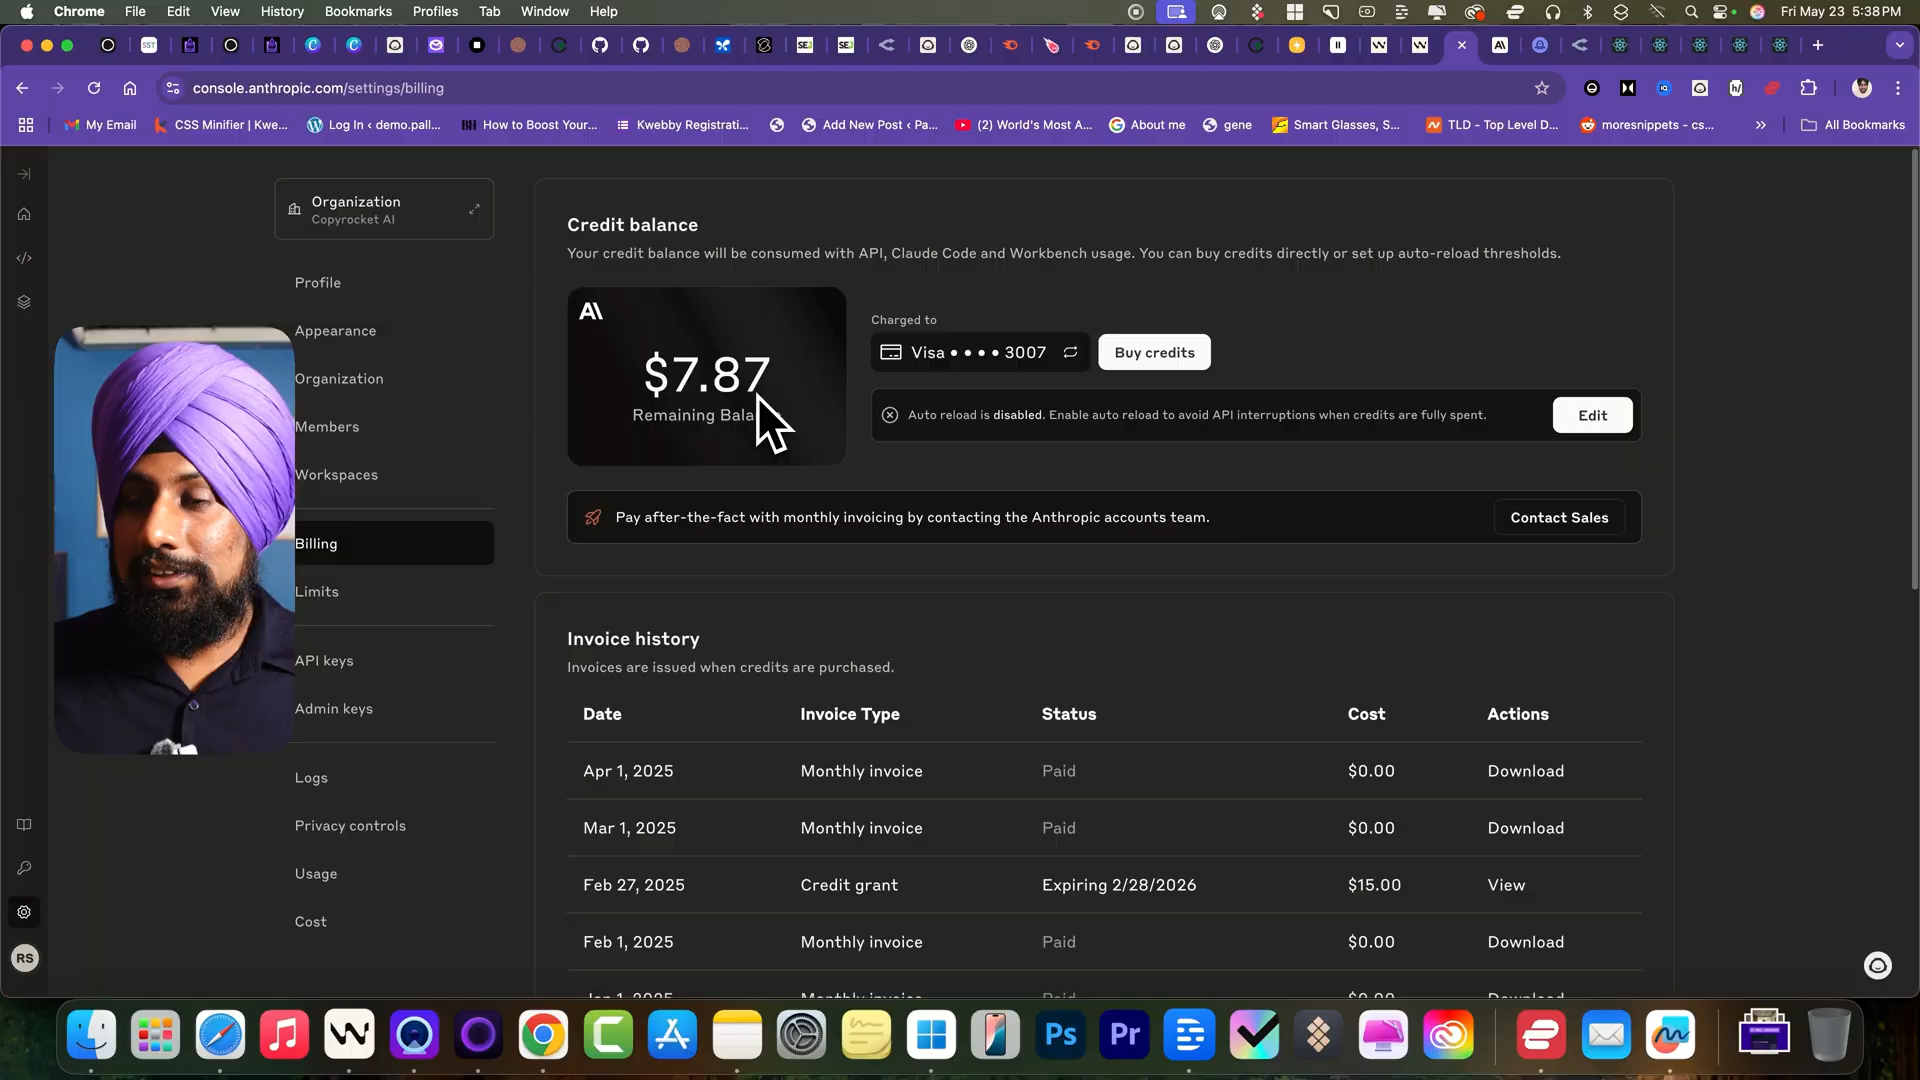 Chrome File Edit View History Bookmarks Profiles Tab Window Help
Fri May 23 5:38 PM
console.anthropic.com/settings/billing
My Email
CSS Minifier | Kwe...
Log In ‹ demo.pall...
How to Boost Your...
Kwebby Registrati...
Add New Post ‹ Pa...
(2) World's Most A...
About me
gene
Smart Glasses, S...
TLD - Top Level D...
moresnippets - cs...
»
All Bookmarks
Organization
Copyrocket AI
Profile
Appearance
Organization
Members
Workspaces
Billing
Limits
API keys
Admin keys
Logs
Privacy controls
Usage
Cost
RS
Credit balance
Your credit balance will be consumed with API, Claude Code and Workbench usage. You can buy credits directly or set up auto-reload thresholds.
$7.87
Remaining Bala
Charged to
Visa • • • • 3007
Buy credits
Auto reload is disabled. Enable auto reload to avoid API interruptions when credits are fully spent.
Edit
Pay after-the-fact with monthly invoicing by contacting the Anthropic accounts team.
Contact Sales
Invoice history
Invoices are issued when credits are purchased.
Date Invoice Type Status Cost Actions
Apr 1, 2025 Monthly invoice Paid $0.00 Download
Mar 1, 2025 Monthly invoice Paid $0.00 Download
Feb 27, 2025 Credit grant Expiring 2/28/2026 $15.00 View
Feb 1, 2025 Monthly invoice Paid $0.00 Download
Jan 1, 2025 Monthly invoice Paid $0.00 Download
Ps
Pr